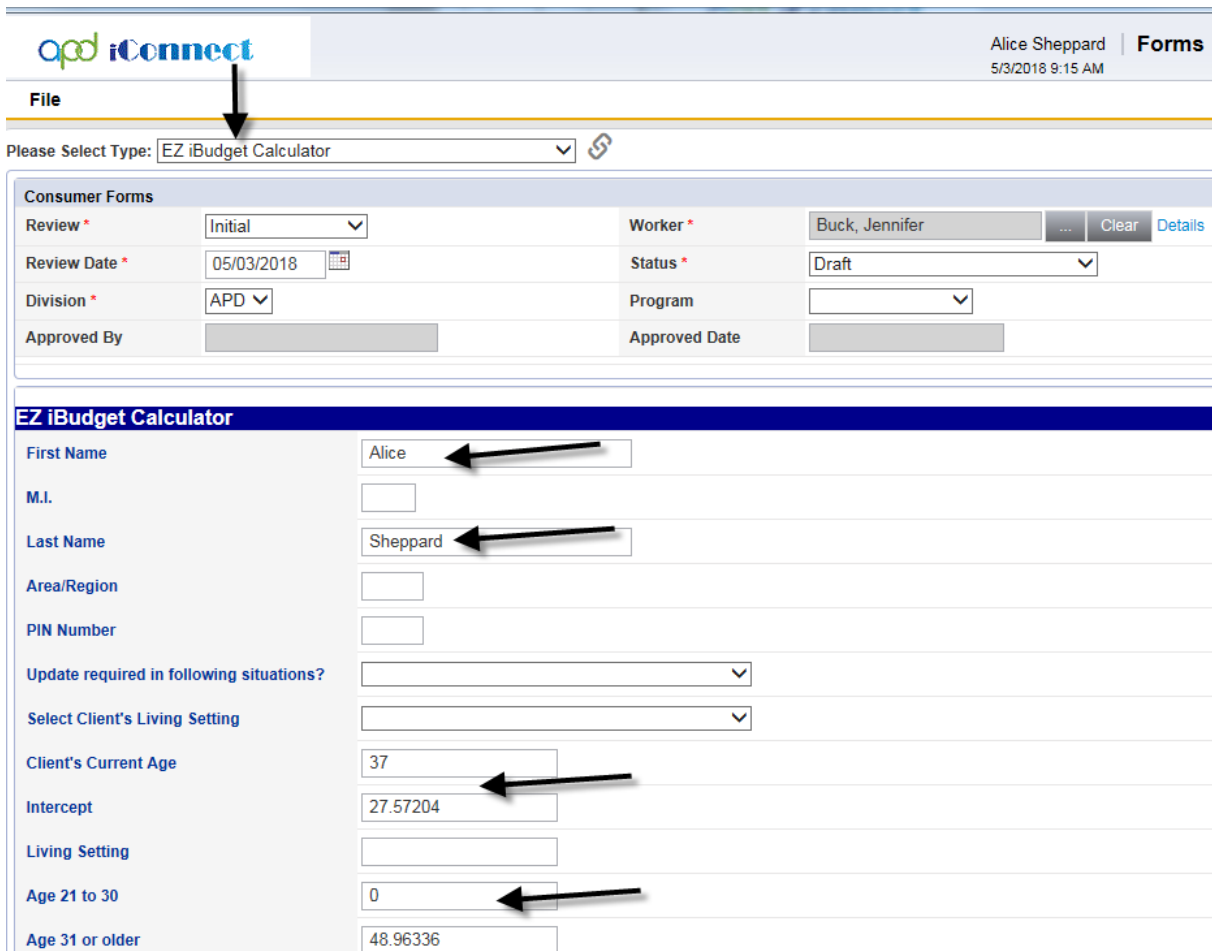 apd iConnect
Alice Sheppard | Forms
5/3/2018 9:15 AM
File
Please Select Type: EZ iBudget Calculator
Consumer Forms
Review * Initial Worker * Buck, Jennifer ... Clear Details
Review Date * 05/03/2018 Status * Draft
Division * APD Program
Approved By Approved Date
EZ iBudget Calculator
First Name Alice
M.I.
Last Name Sheppard
Area/Region
PIN Number
Update required in following situations?
Select Client's Living Setting
Client's Current Age 37
Intercept 27.57204
Living Setting
Age 21 to 30 0
Age 31 or older 48.96336